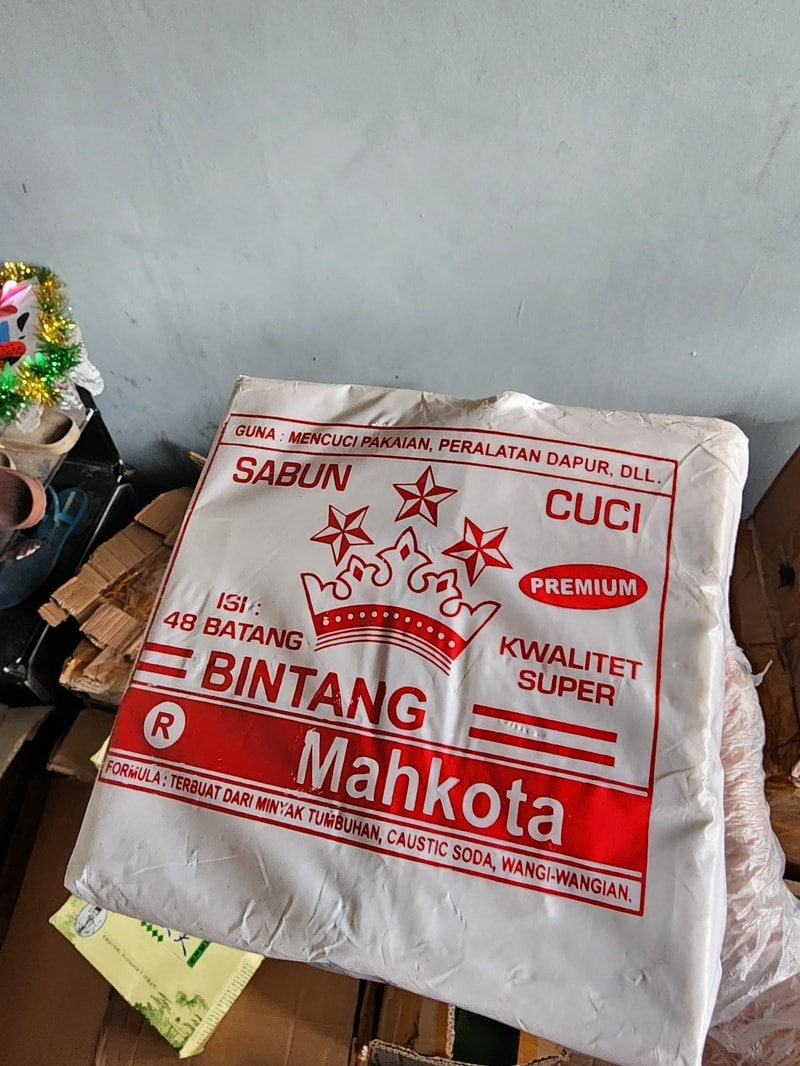 GUNA : MENCUCI PAKAIAN, PERALATAN DAPUR, DLL.
SABUN
CUCI
PREMIUM
ISI :
48 BATANG
KWALITET
SUPER
BINTANG
R
Mahkota
FORMULA : TERBUAT DARI MINYAK TUMBUHAN, CAUSTIC SODA, WANGI-WANGIAN.